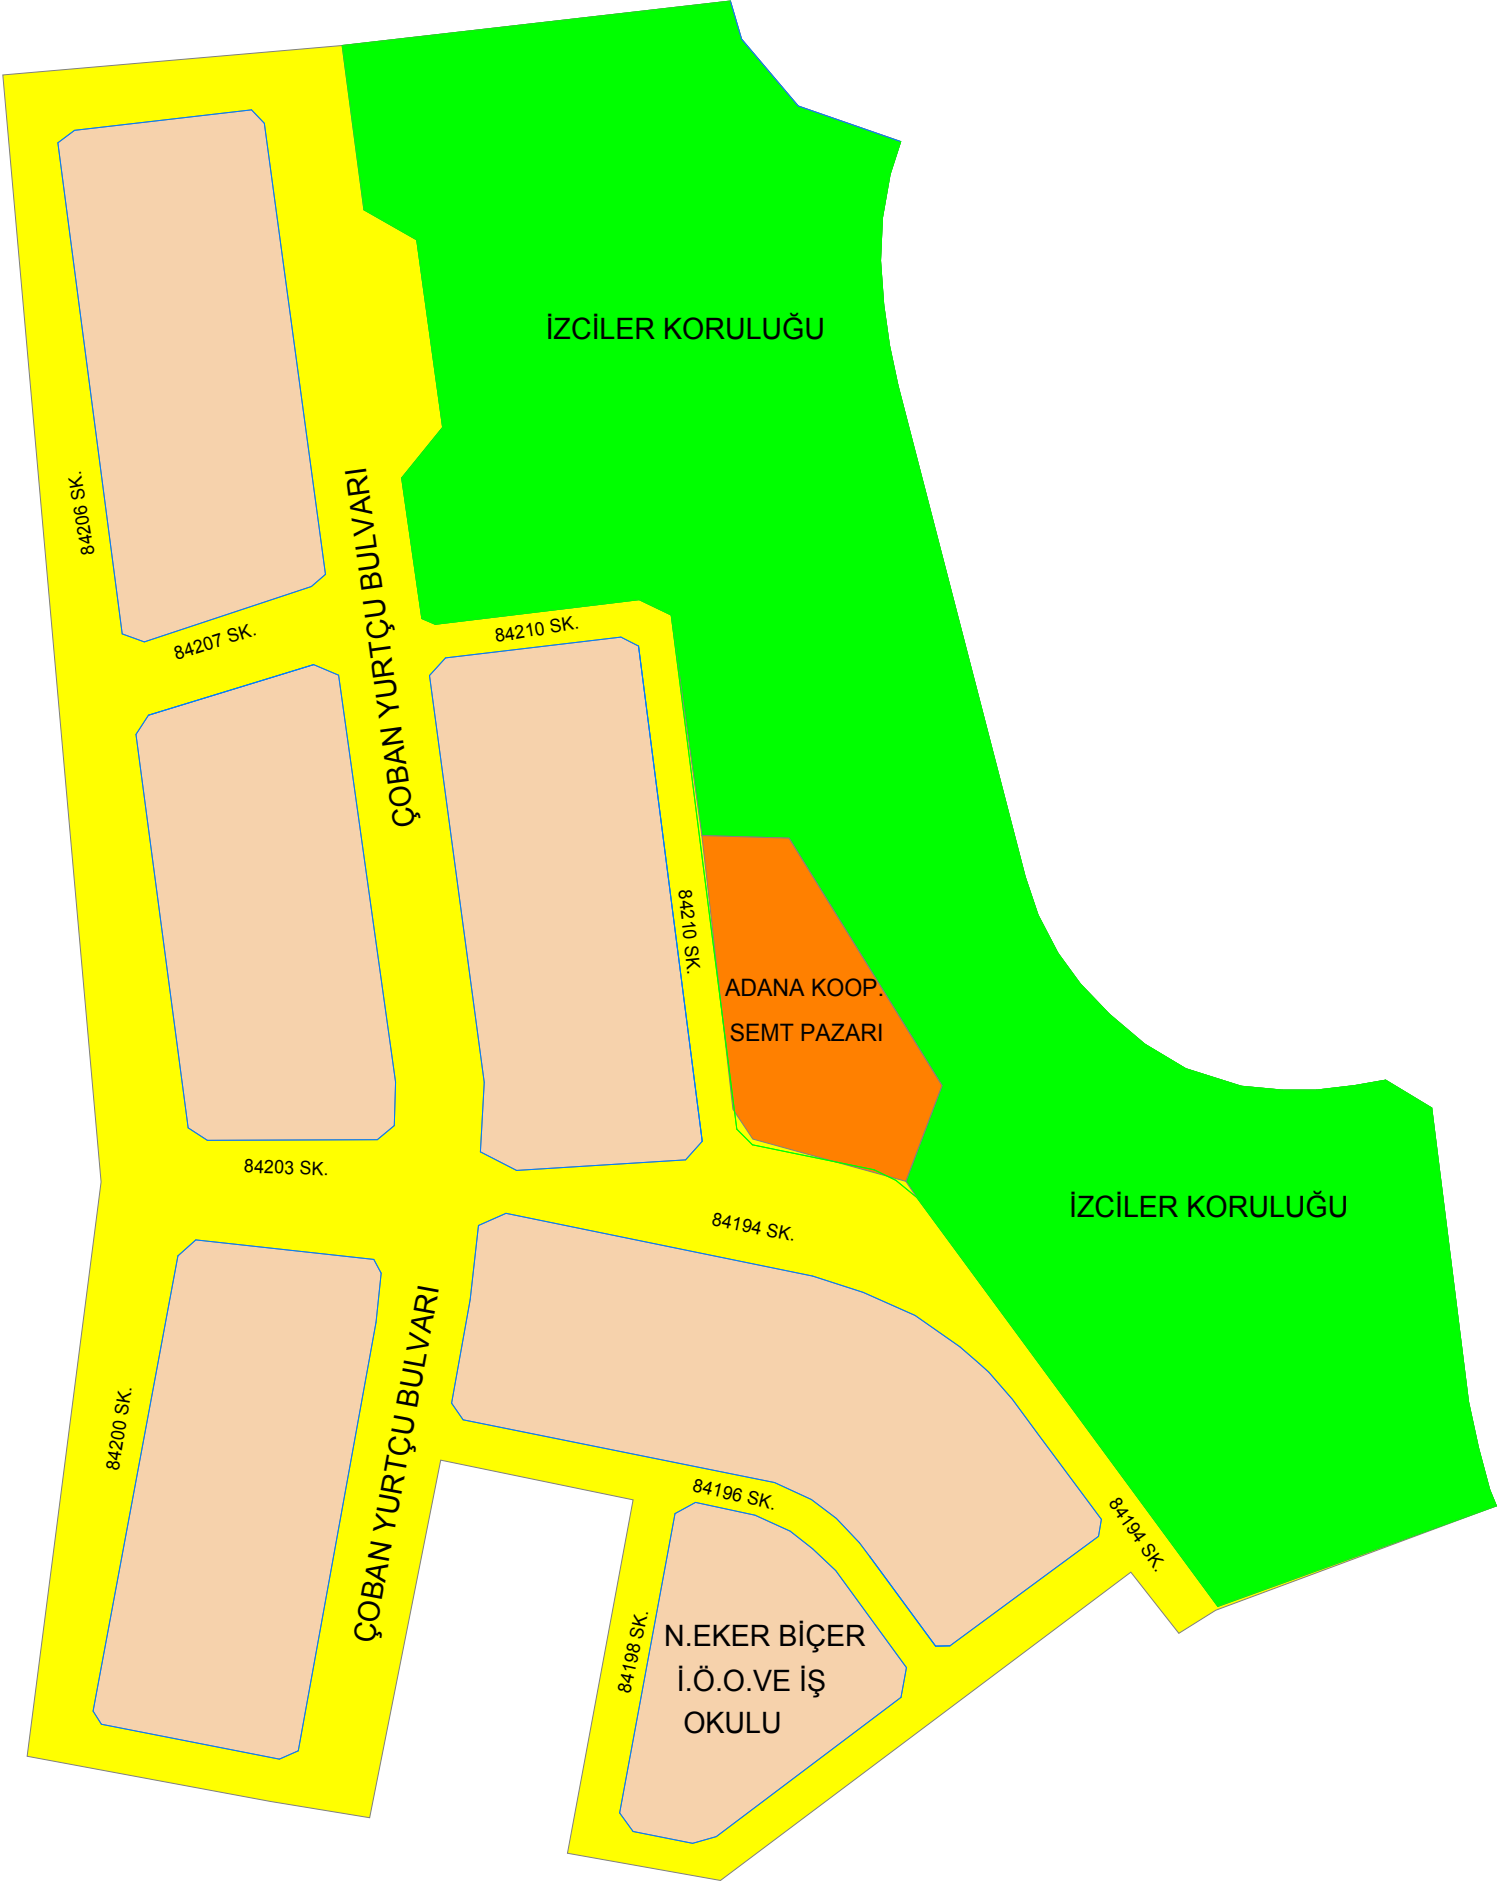 İZCİLER KORULUĞU
84206 SK.
ÇOBAN YURTÇU BULVARI
84207 SK.
84210 SK.
84210 SK.
ADANA KOOP.
SEMT PAZARI
84203 SK.
İZCİLER KORULUĞU
84194 SK.
84200 SK.
ÇOBAN YURTÇU BULVARI
84196 SK.
84194 SK.
84198 SK.
N.EKER BİÇER
İ.Ö.O.VE İŞ
OKULU